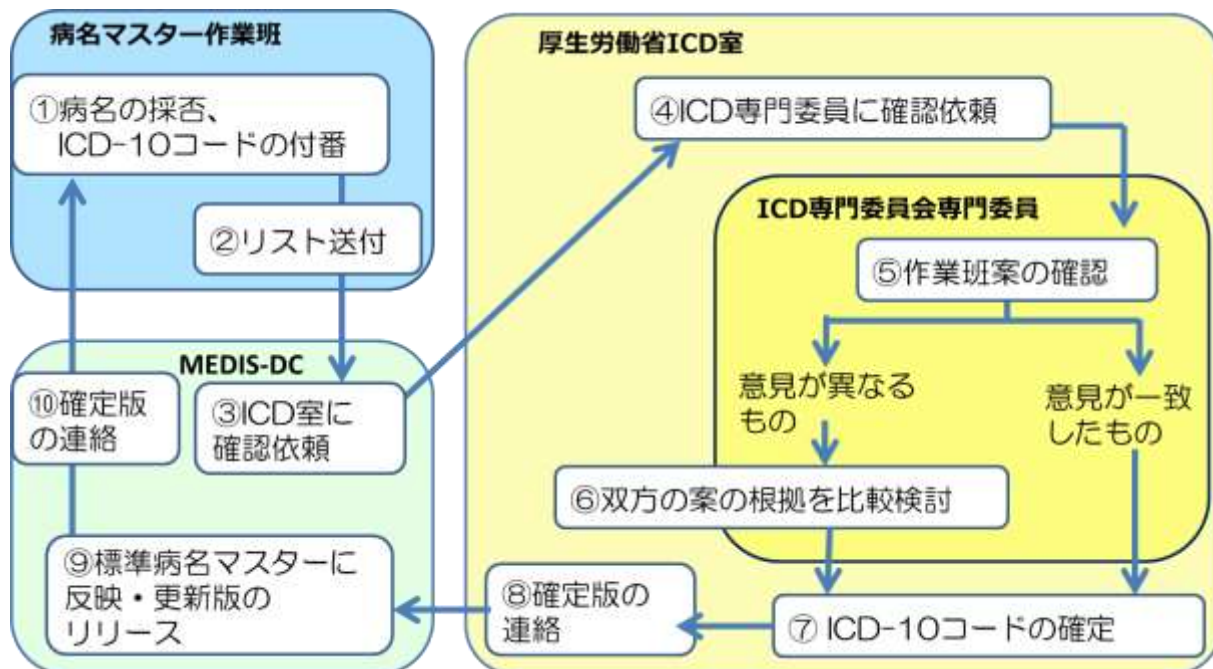 病名マスター作業班
①病名の採否、
ICD-10コードの付番
②リスト送付
MEDIS-DC
③ICD室に
確認依頼
厚生労働省ICD室
④ICD専門委員に確認依頼
ICD専門委員会専門委員
⑤作業班案の確認
意見が異なる
もの
意見が一致
したもの
⑥双方の案の根拠を比較検討
⑦ ICD-10コードの確定
⑧確定版の
連絡
⑨標準病名マスターに
反映・更新版の
リリース
⑩確定版
の連絡